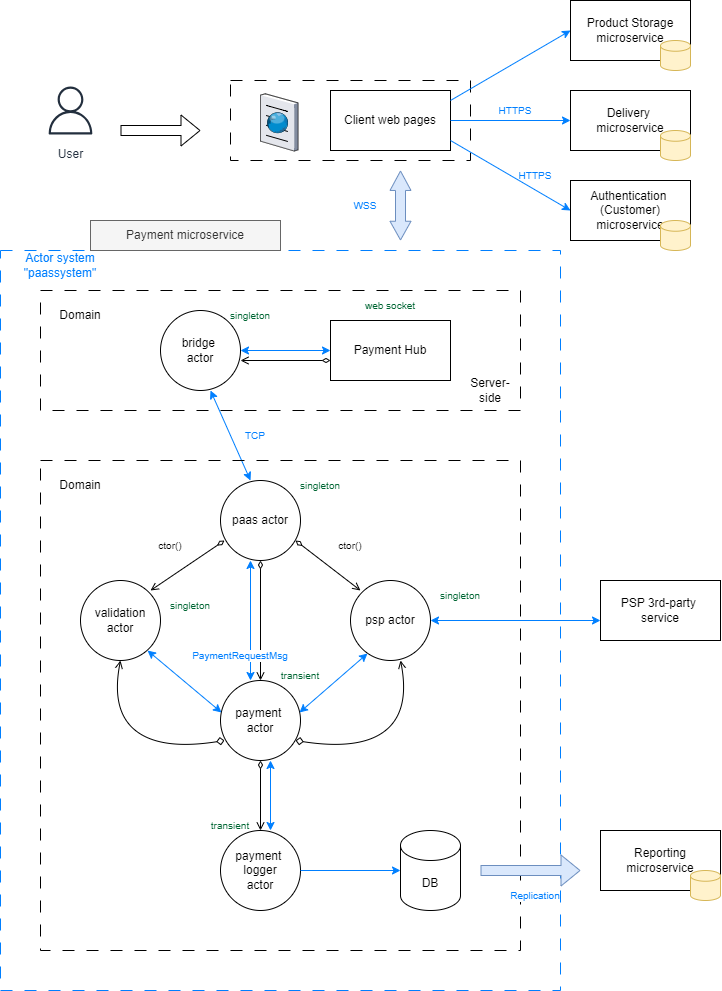 Product Storage
microservice
Client web pages
HTTPS
Delivery
microservice
User
HTTPS
Authentication
(Customer)
microservice
WSS
Payment microservice
Actor system
"paassystem"
Domain
singleton
web socket
bridge
actor
Payment Hub
Server-
side
TCP
Domain
singleton
paas actor
ctor()
ctor()
validation
actor
singleton
psp actor
singleton
PSP 3rd-party
service
PaymentRequestMsg
transient
payment
actor
transient
payment
logger
actor
DB
Replication
Reporting
microservice